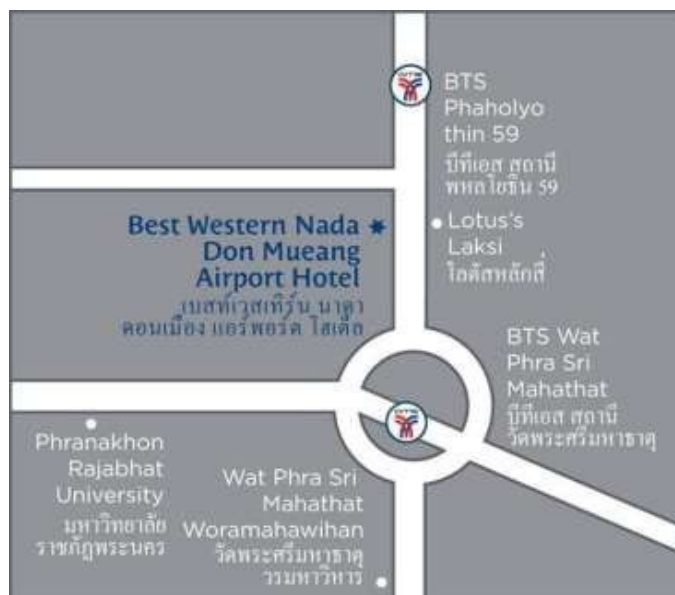 BTS
Phaholyo
thin 59
บีทีเอส สถานี
พหลโยธิน 59
Best Western Nada
Don Mueang
Airport Hotel
เบสท์เวสเทิร์น นาดา
ดอนเมือง แอร์พอร์ต โฮเต็ล
Lotus's
Laksi
โลตัสหลักสี่
BTS Wat
Phra Sri
Mahathat
บีทีเอส สถานี
วัดพระศรีมหาธาตุ
BTS
Phranakhon
Rajabhat
University
มหาวิทยาลัย
ราชภัฏพระนคร
Wat Phra Sri
Mahathat
Woramahawihan
วัดพระศรีมหาธาตุ
วรมหาวิหาร